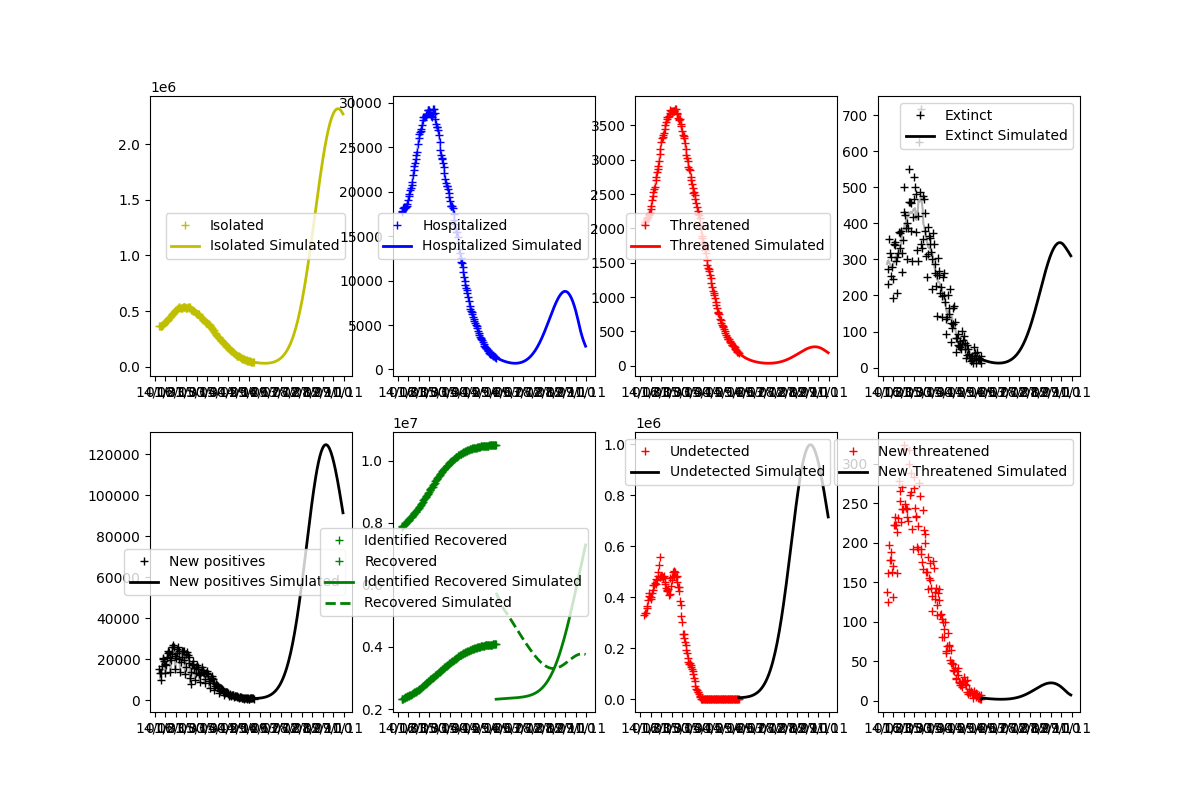 1e6
2.0
1.5
1.0
0.5
0.0
Isolated
Isolated Simulated
30000
25000
20000
15000
10000
5000
0
Hospitalized
Hospitalized Simulated
3500
3000
2500
2000
1500
1000
500
0
Threatened
Threatened Simulated
700
600
500
400
300
200
100
0
Extinct
Extinct Simulated
120000
100000
80000
60000
40000
20000
0
New positives
New positives Simulated
1e7
1.0
0.8
0.6
0.4
0.2
Identified Recovered
Recovered
Identified Recovered Simulated
Recovered Simulated
1e6
1.0
0.8
0.6
0.4
0.2
0.0
Undetected
Undetected Simulated
300
250
200
150
100
50
0
New threatened
New Threatened Simulated